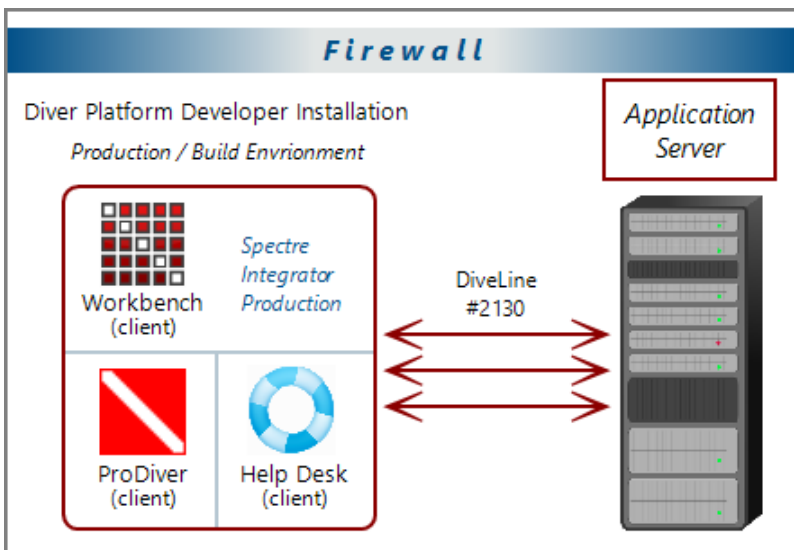 Firewall
Diver Platform Developer Installation
Production / Build Envrionment
Application
Server
Workbench
(client)
Spectre
Integrator
Production
DiveLine
#2130
ProDiver
(client)
Help Desk
(client)